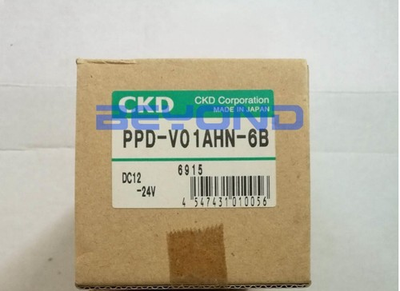 CKD
CKD Corporation
MADE IN JAPAN
BEYOND
PPD-V01AHN-6B
6915
DC12
-24V
4 547431 010056